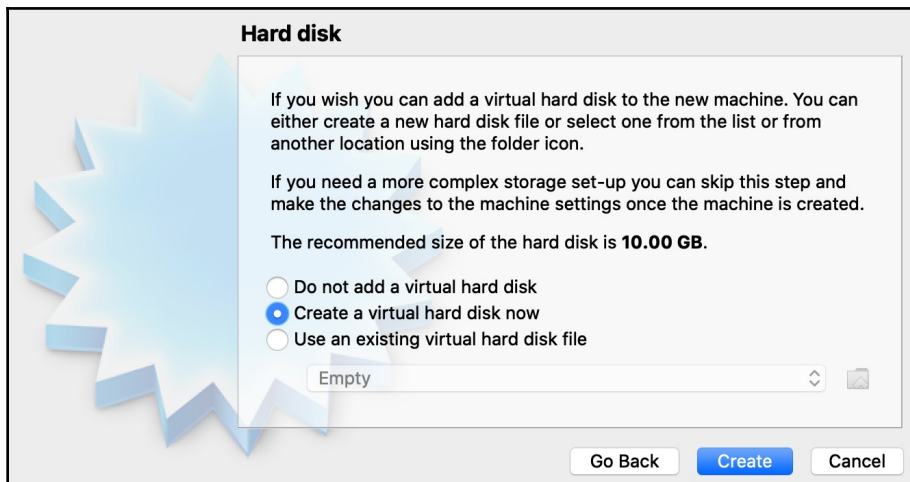 Hard disk
If you wish you can add a virtual hard disk to the new machine. You can
either create a new hard disk file or select one from the list or from
another location using the folder icon.
If you need a more complex storage set-up you can skip this step and
make the changes to the machine settings once the machine is created.
The recommended size of the hard disk is 10.00 GB.
Do not add a virtual hard disk
Create a virtual hard disk now
Use an existing virtual hard disk file
Empty
Go Back Create Cancel